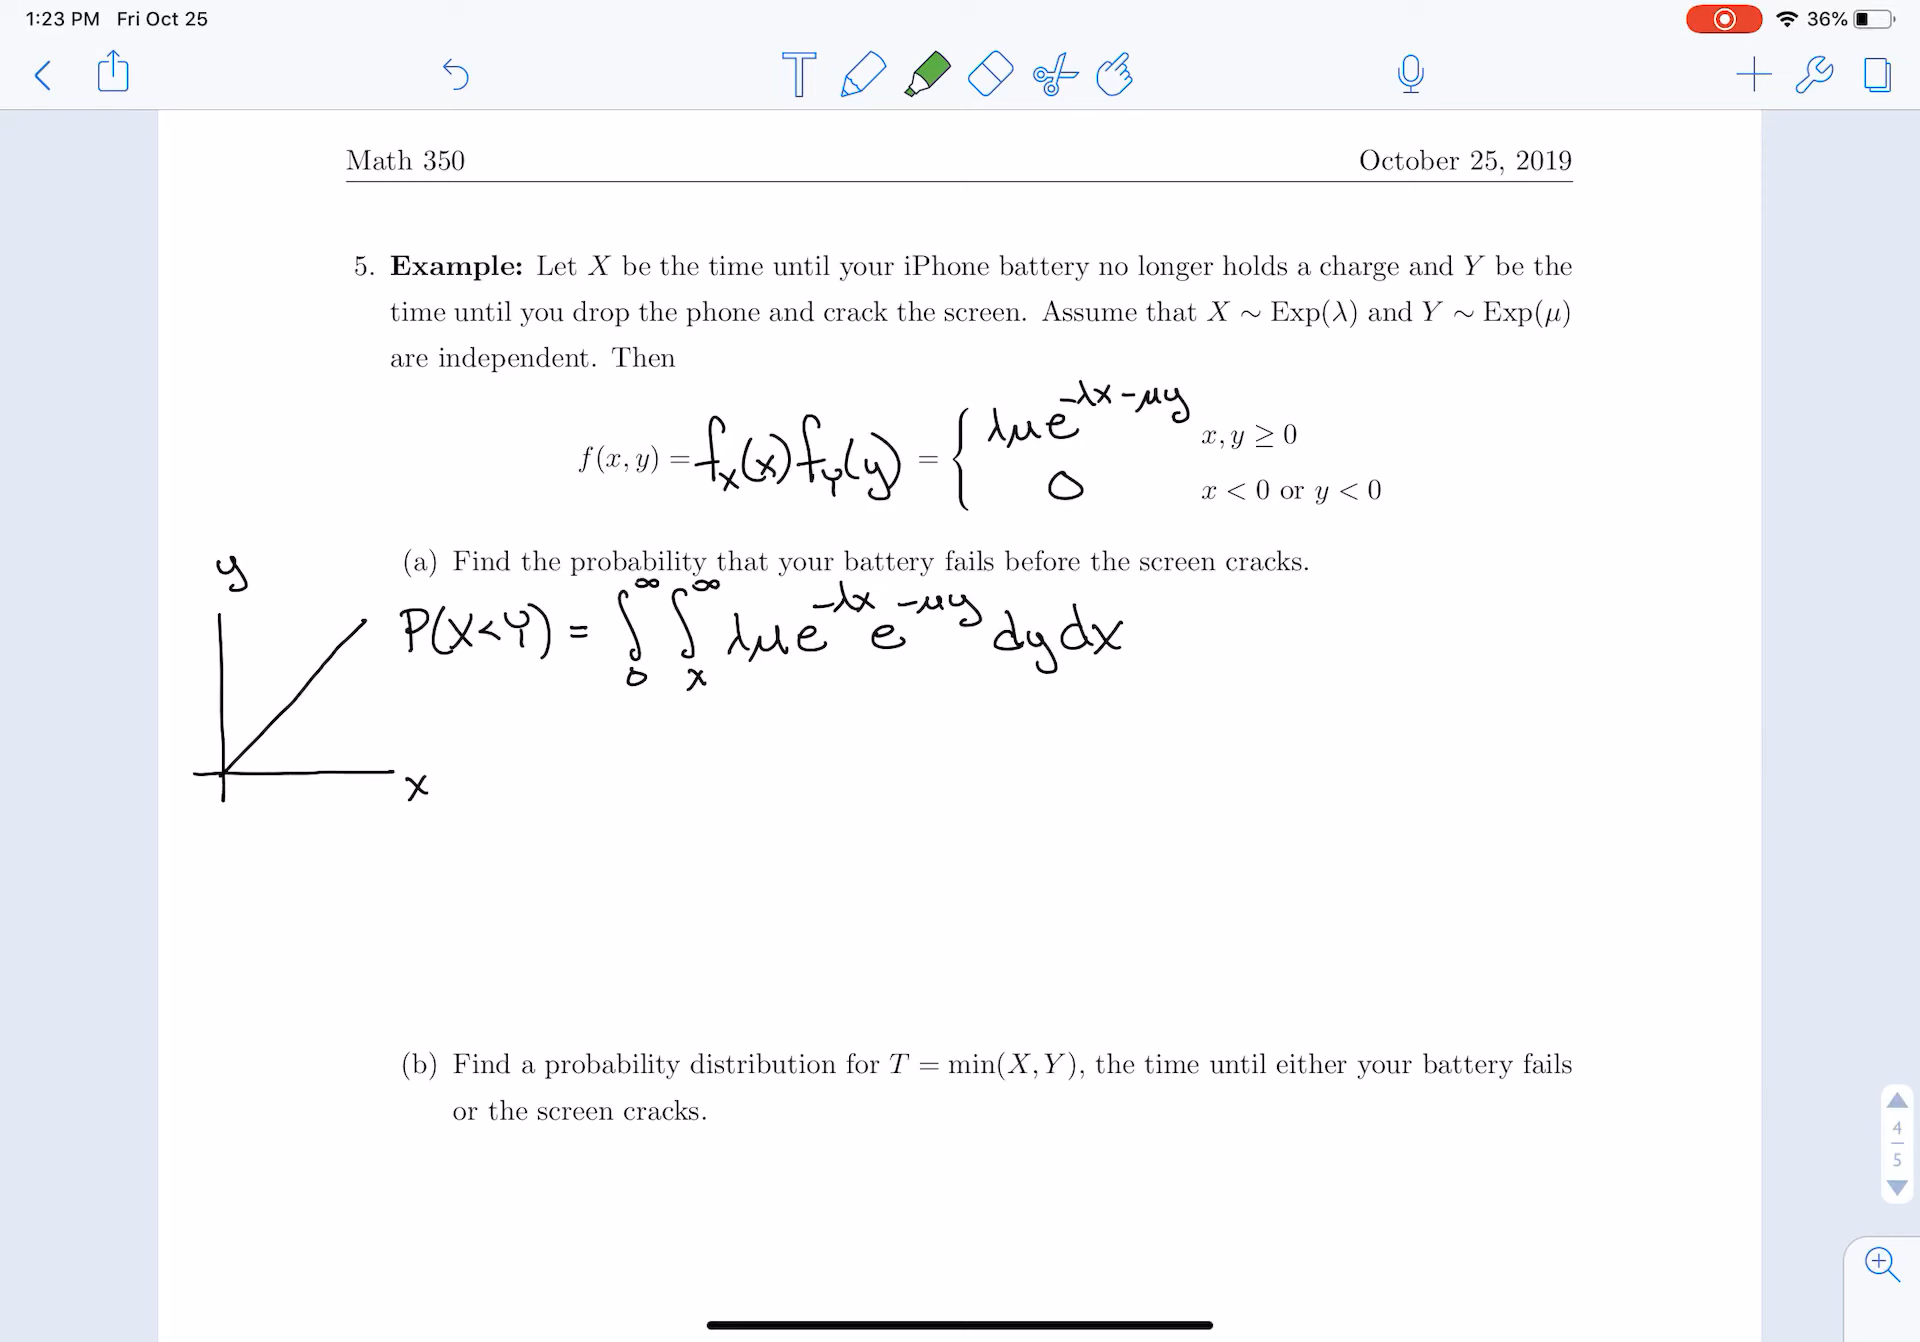 1:23 PM Fri Oct 25
36%
T
Math 350 October 25, 2019
5. Example: Let X be the time until your iPhone battery no longer holds a charge and Y be the
time until you drop the phone and crack the screen. Assume that X ∼ Exp(λ) and Y ∼ Exp(μ)
are independent. Then
f(x, y) = f_X(x) f_Y(y) = { λμe^{-λx-μy} x, y ≥ 0
0 x < 0 or y < 0
(a) Find the probability that your battery fails before the screen cracks.
y
P(X<Y) = ∫_0^∞ ∫_x^∞ λμe^{-λx} e^{-μy} dy dx
x
(b) Find a probability distribution for T = min(X, Y), the time until either your battery fails
or the screen cracks.
4
5